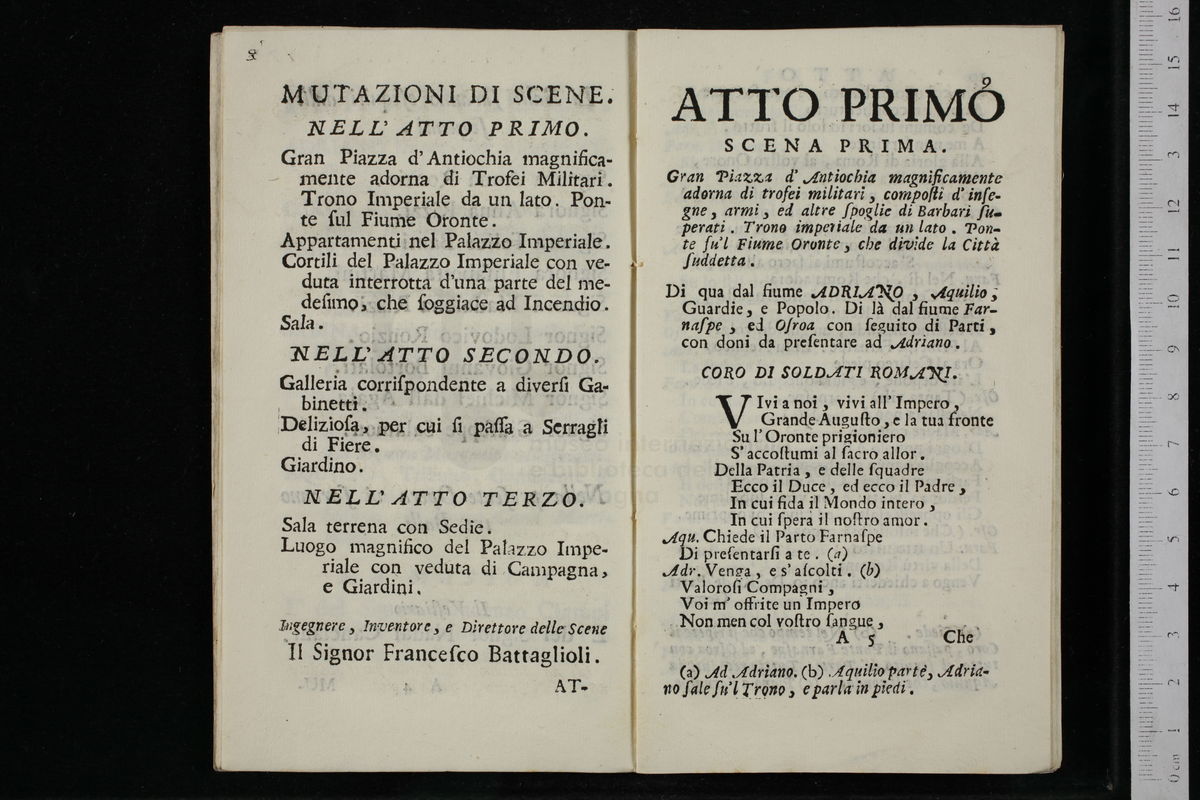 8
MUTAZIONI DI SCENE.
NELL' ATTO PRIMO.
Gran Piazza d' Antiochia magnifica-
mente adorna di Trofei Militari.
Trono Imperiale da un lato. Pon-
te ſul Fiume Oronte.
Appartamenti nel Palazzo Imperiale.
Cortili del Palazzo Imperiale con ve-
duta interrotta d'una parte del me-
deſimo, che ſoggiace ad Incendio.
Sala.
NELL' ATTO SECONDO.
Galleria corriſpondente a diverſi Ga-
binetti.
Delizioſa, per cui ſi paſſa a Serragli
di Fiere.
Giardino.
NELL' ATTO TERZO.
Sala terrena con Sedie.
Luogo magnifico del Palazzo Impe-
riale con veduta di Campagna,
e Giardini.
Ingegnere, Inventore, e Direttore delle Scene
Il Signor Franceſco Battaglioli.
AT-
9
ATTO PRIMO
SCENA PRIMA.
Gran Piazza d' Antiochia magnificamente
adorna di trofei militari, compoſti d' inſe-
gne, armi, ed altre ſpoglie di Barbari ſu-
perati. Trono imperiale da un lato. Pon-
te ſu'l Fiume Oronte, che divide la Città
ſuddetta.
Di qua dal fiume ADRIANO, Aquilio,
Guardie, e Popolo. Di là dal fiume Far-
naſpe, ed Oſroa con ſeguito di Parti,
con doni da preſentare ad Adriano.
CORO DI SOLDATI ROMANI.
VIvi a noi, vivi all' Impero,
Grande Auguſto, e la tua fronte
Su l'Oronte prigioniero
S' accoſtumi al ſacro allor.
Della Patria, e delle ſquadre
Ecco il Duce, ed ecco il Padre,
In cui fida il Mondo intero,
In cui ſpera il noſtro amor.
Aqu. Chiede il Parto Farnaſpe
Di preſentarſi a te. (a)
Adr. Venga, e s' aſcolti. (b)
Valoroſi Compagni,
Voi m' offrite un Impero
Non men col voſtro ſangue,
A 5 Che
(a) Ad Adriano. (b) Aquilio parte, Adria-
no ſale ſu'l Trono, e parla in piedi.